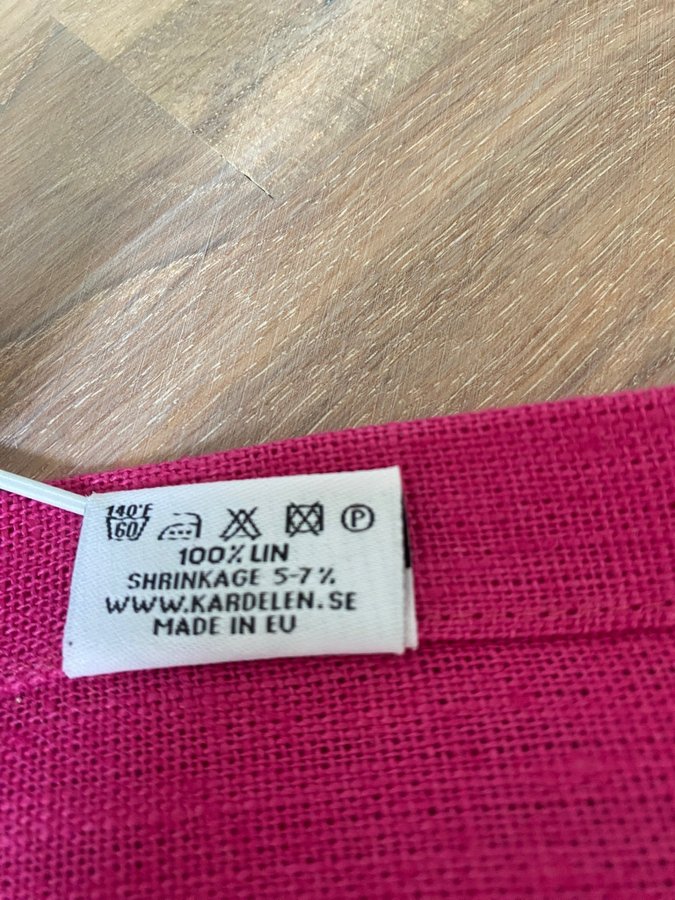 140°F
60 P
100% LIN
SHRINKAGE 5-7%
WWW.KARDELEN.SE
MADE IN EU